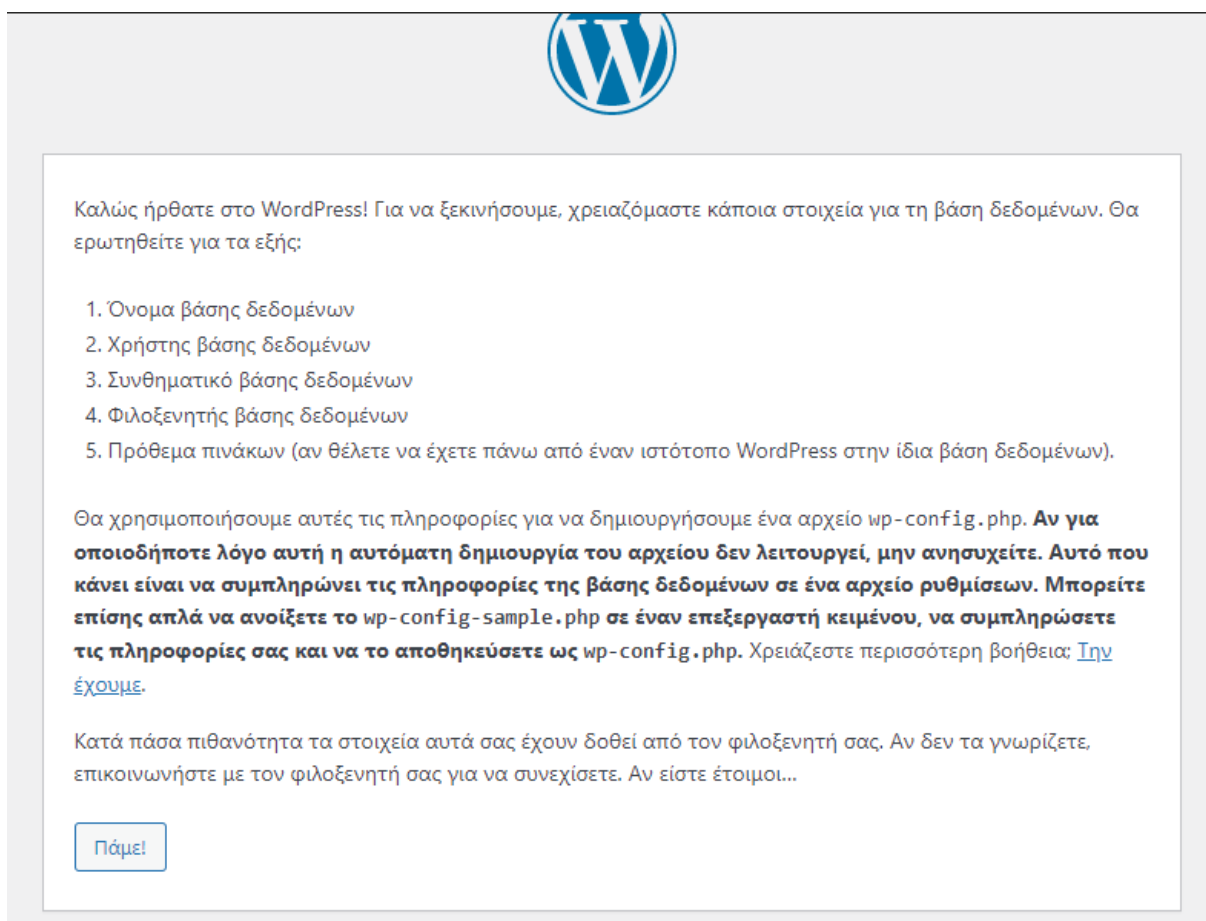 Καλώς ήρθατε στο WordPress! Για να ξεκινήσουμε, χρειαζόμαστε κάποια στοιχεία για τη βάση δεδομένων. Θα
ερωτηθείτε για τα εξής:
1. Όνομα βάσης δεδομένων
2. Χρήστης βάσης δεδομένων
3. Συνθηματικό βάσης δεδομένων
4. Φιλοξενητής βάσης δεδομένων
5. Πρόθεμα πινάκων (αν θέλετε να έχετε πάνω από έναν ιστότοπο WordPress στην ίδια βάση δεδομένων).
Θα χρησιμοποιήσουμε αυτές τις πληροφορίες για να δημιουργήσουμε ένα αρχείο wp-config.php. Αν για
οποιοδήποτε λόγο αυτή η αυτόματη δημιουργία του αρχείου δεν λειτουργεί, μην ανησυχείτε. Αυτό που
κάνει είναι να συμπληρώνει τις πληροφορίες της βάσης δεδομένων σε ένα αρχείο ρυθμίσεων. Μπορείτε
επίσης απλά να ανοίξετε το wp-config-sample.php σε έναν επεξεργαστή κειμένου, να συμπληρώσετε
τις πληροφορίες σας και να το αποθηκεύσετε ως wp-config.php. Χρειάζεστε περισσότερη βοήθεια; Την
έχουμε.
Κατά πάσα πιθανότητα τα στοιχεία αυτά σας έχουν δοθεί από τον φιλοξενητή σας. Αν δεν τα γνωρίζετε,
επικοινωνήστε με τον φιλοξενητή σας για να συνεχίσετε. Αν είστε έτοιμοι...
Πάμε!